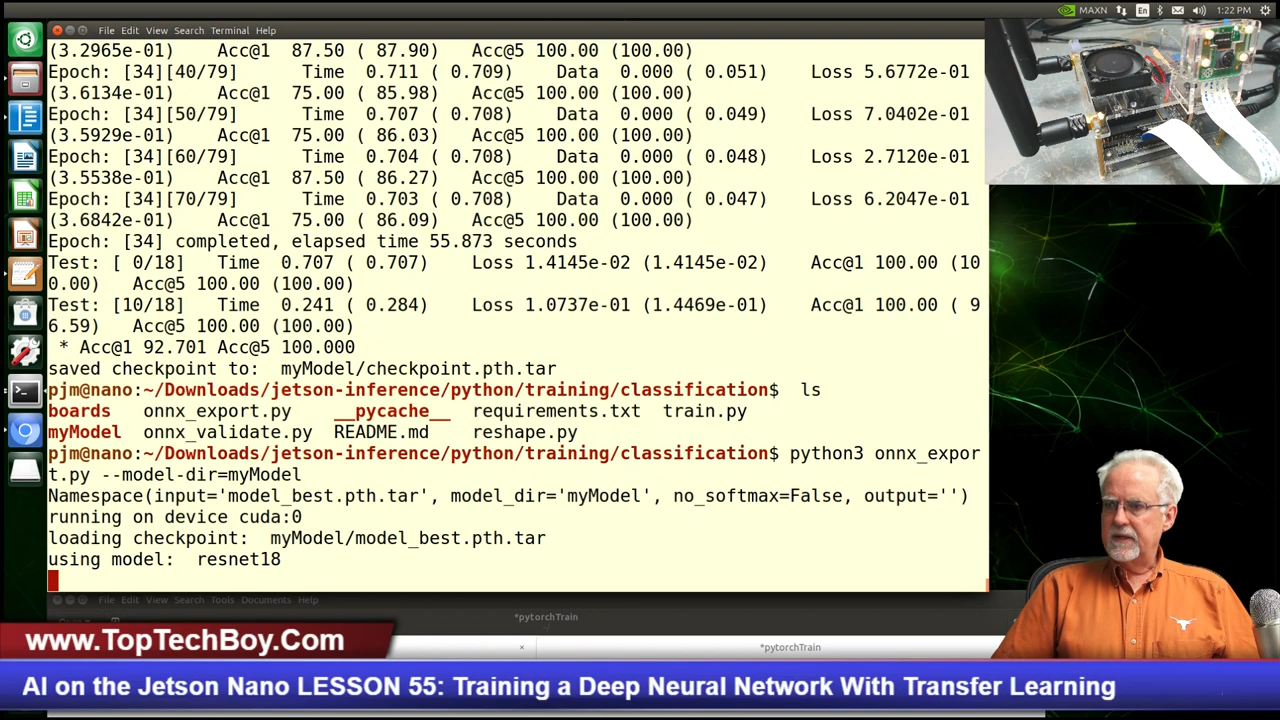 MAXN En 1:22 PM
File Edit View Search Terminal Help
(3.2965e-01) Acc@1 87.50 ( 87.90) Acc@5 100.00 (100.00)
Epoch: [34][40/79] Time 0.711 ( 0.709) Data 0.000 ( 0.051) Loss 5.6772e-01
(3.6134e-01) Acc@1 75.00 ( 85.98) Acc@5 100.00 (100.00)
Epoch: [34][50/79] Time 0.707 ( 0.708) Data 0.000 ( 0.049) Loss 7.0402e-01
(3.5929e-01) Acc@1 75.00 ( 86.03) Acc@5 100.00 (100.00)
Epoch: [34][60/79] Time 0.704 ( 0.708) Data 0.000 ( 0.048) Loss 2.7120e-01
(3.5538e-01) Acc@1 87.50 ( 86.27) Acc@5 100.00 (100.00)
Epoch: [34][70/79] Time 0.703 ( 0.708) Data 0.000 ( 0.047) Loss 6.2047e-01
(3.6842e-01) Acc@1 75.00 ( 86.09) Acc@5 100.00 (100.00)
Epoch: [34] completed, elapsed time 55.873 seconds
Test: [ 0/18] Time 0.707 ( 0.707) Loss 1.4145e-02 (1.4145e-02) Acc@1 100.00 (10
0.00) Acc@5 100.00 (100.00)
Test: [10/18] Time 0.241 ( 0.284) Loss 1.0737e-01 (1.4469e-01) Acc@1 100.00 ( 9
6.59) Acc@5 100.00 (100.00)
* Acc@1 92.701 Acc@5 100.000
saved checkpoint to: myModel/checkpoint.pth.tar
pjm@nano:~/Downloads/jetson-inference/python/training/classification$ ls
boards onnx_export.py __pycache__ requirements.txt train.py
myModel onnx_validate.py README.md reshape.py
pjm@nano:~/Downloads/jetson-inference/python/training/classification$ python3 onnx_expor
t.py --model-dir=myModel
Namespace(input='model_best.pth.tar', model_dir='myModel', no_softmax=False, output='')
running on device cuda:0
loading checkpoint: myModel/model_best.pth.tar
using model: resnet18
File Edit View Search Tools Documents Help
*pytorchTrain
*pytorchTrain
www.TopTechBoy.Com
AI on the Jetson Nano LESSON 55: Training a Deep Neural Network With Transfer Learning